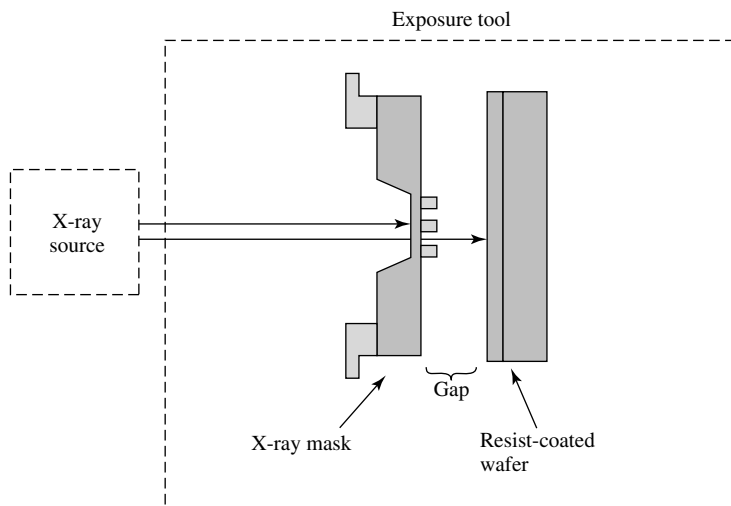 Exposure tool
X-ray
source
Gap
X-ray mask
Resist-coated
wafer